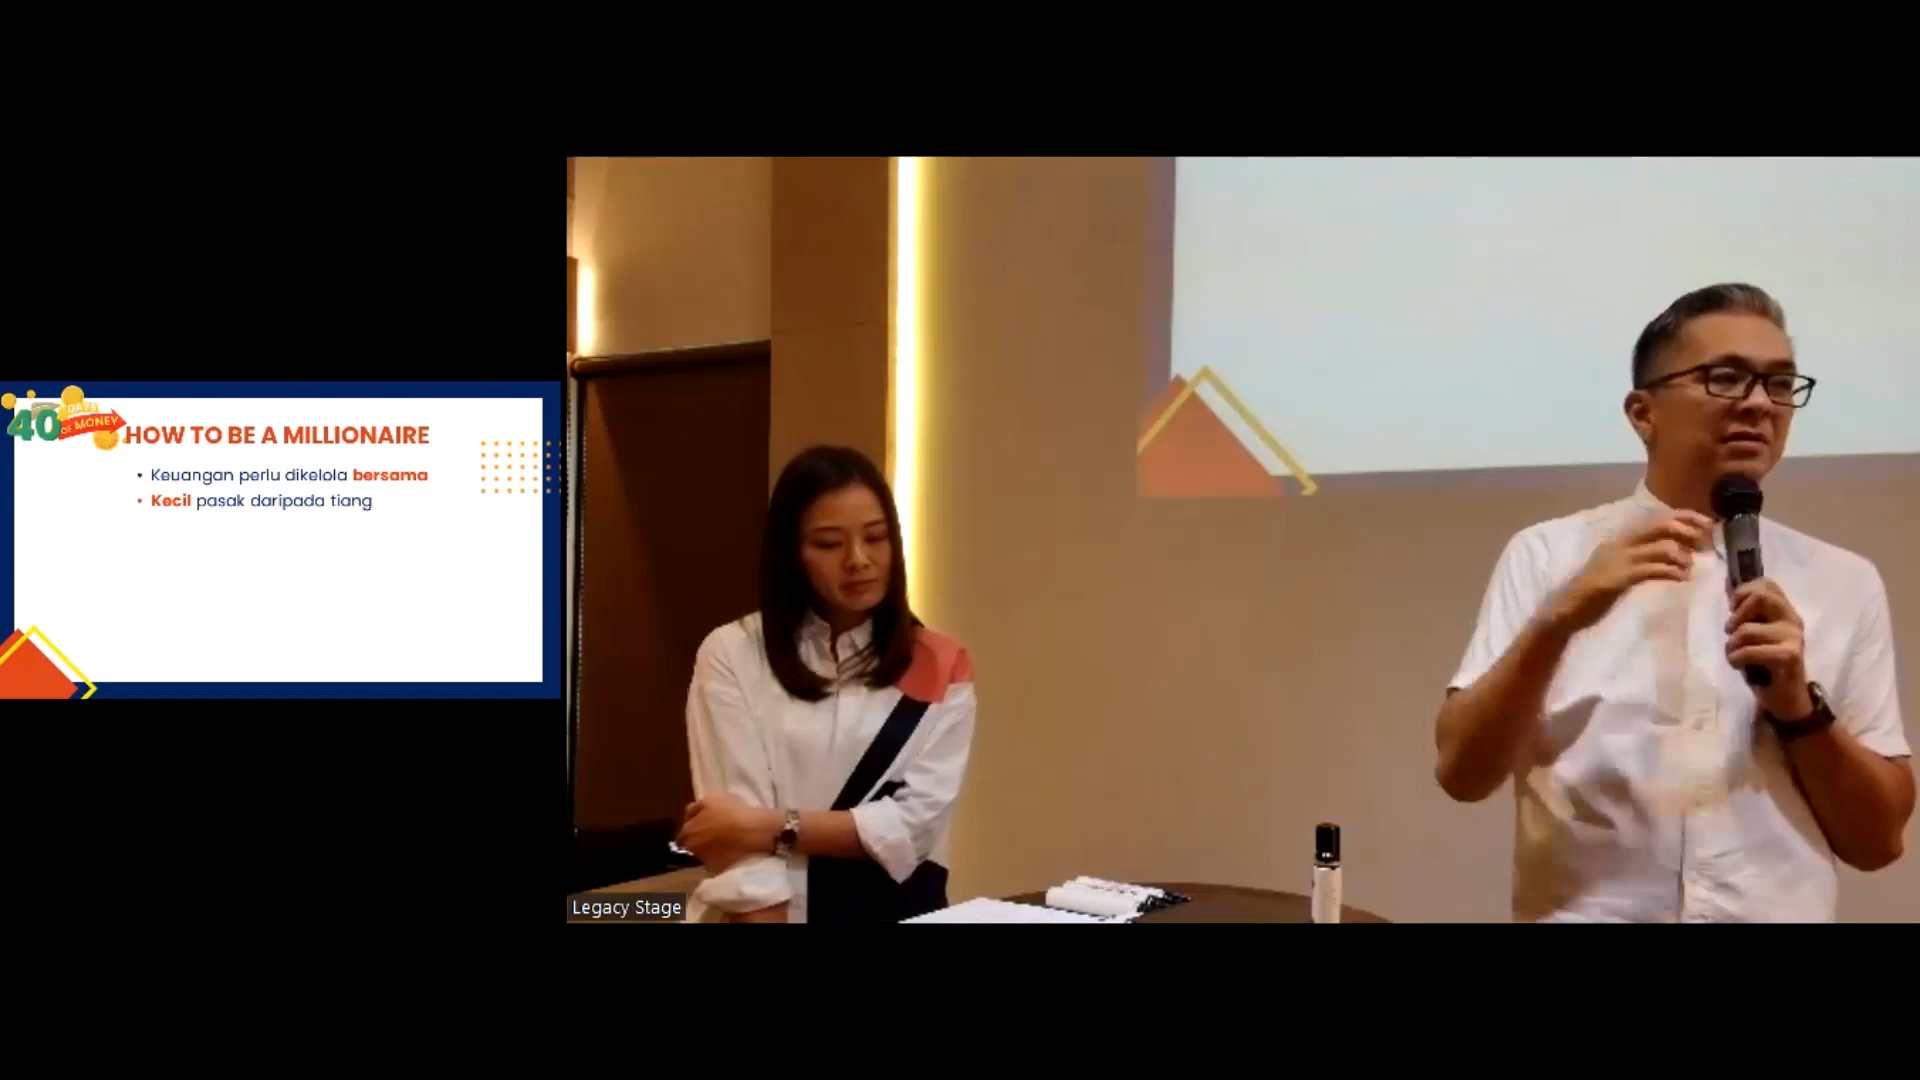 40 DAYS
OF MONEY
HOW TO BE A MILLIONAIRE
• Keuangan perlu dikelola bersama
• Kecil pasak daripada tiang
Legacy Stage